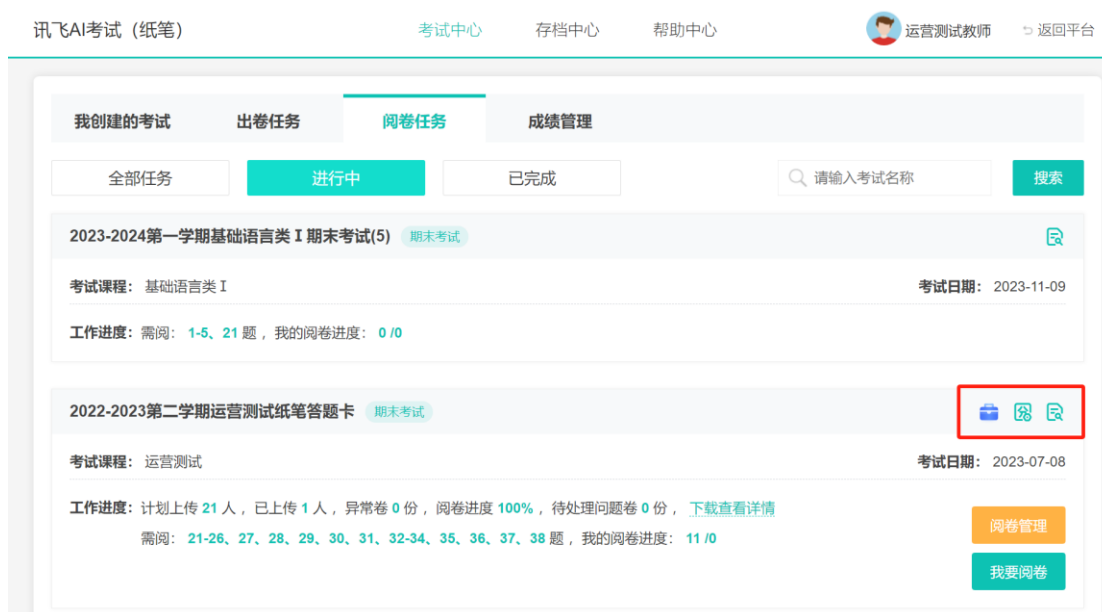 讯飞AI考试（纸笔） 考试中心 存档中心 帮助中心 运营测试教师 返回平台
我创建的考试 出卷任务 阅卷任务 成绩管理
全部任务 进行中 已完成 请输入考试名称 搜索
2023-2024第一学期基础语言类 I 期末考试(5) 期末考试
考试课程： 基础语言类 I 考试日期： 2023-11-09
工作进度：需阅： 1-5、21 题 ，我的阅卷进度： 0 /0
2022-2023第二学期运营测试纸笔答题卡 期末考试
考试课程： 运营测试 考试日期： 2023-07-08
工作进度：计划上传 21 人 ，已上传 1 人 ，异常卷 0 份 ，阅卷进度 100% ，待处理问题卷 0 份 ， 下载查看详情
阅卷管理
需阅： 21-26、27、28、29、30、31、32-34、35、36、37、38 题 ，我的阅卷进度： 11 /0
我要阅卷